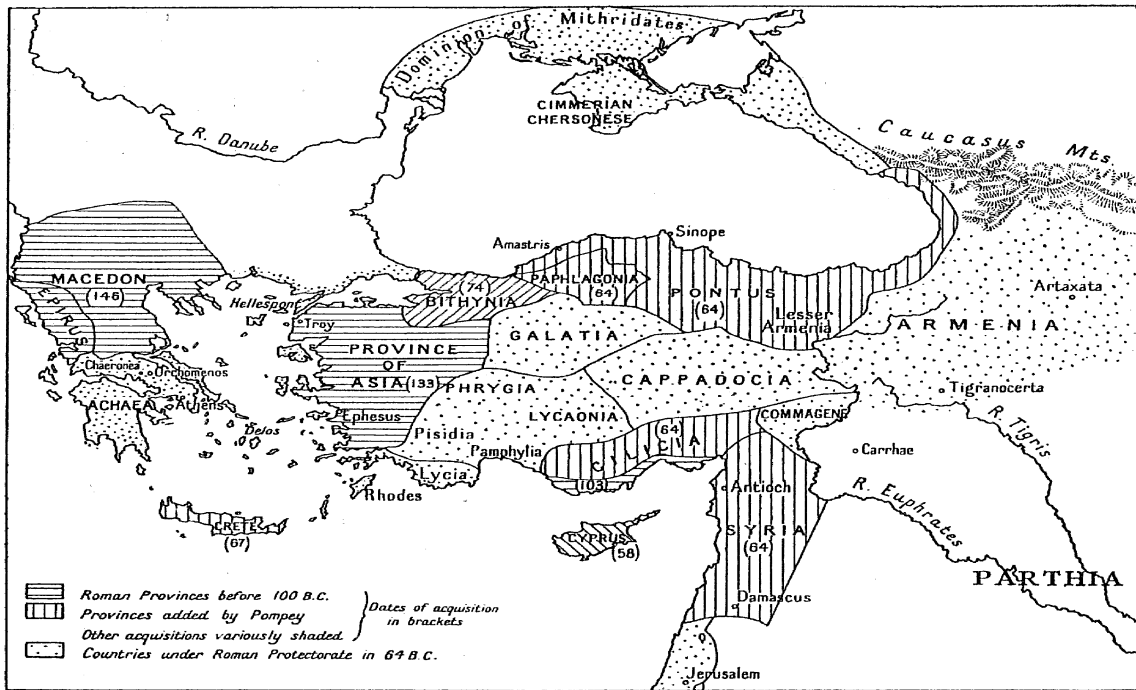 Dominion of Mithridates
CIMMERIAN
CHERSONESE
R. Danube
Caucasus Mts.
Sinope
Amastris
MACEDON
(146)
EPIRUS
Hellespont
Troy
(74)
BITHYNIA
PAPHLAGONIA
(64)
PONTUS
(64)
Lesser
Armenia
Artaxata
ARMENIA
GALATIA
PROVINCE
OF
ASIA (133)
Chaeronea
Orchomenos
ACHAEA
Athens
Delos
Ephesus
PHRYGIA
LYCAONIA
CAPPADOCIA
Tigranocerta
R. Tigris
COMMAGENE
Pisidia
Pamphylia
(64)
CILICIA
(103)
Carrhae
Lycia
Rhodes
Antioch
R. Euphrates
CRETE
(67)
CYPRUS
(58)
SYRIA
(64)
PARTHIA
Damascus
Jerusalem
Roman Provinces before 100 B.C.
Provinces added by Pompey
Other acquisitions variously shaded
Dates of acquisition
in brackets
Countries under Roman Protectorate in 64 B.C.